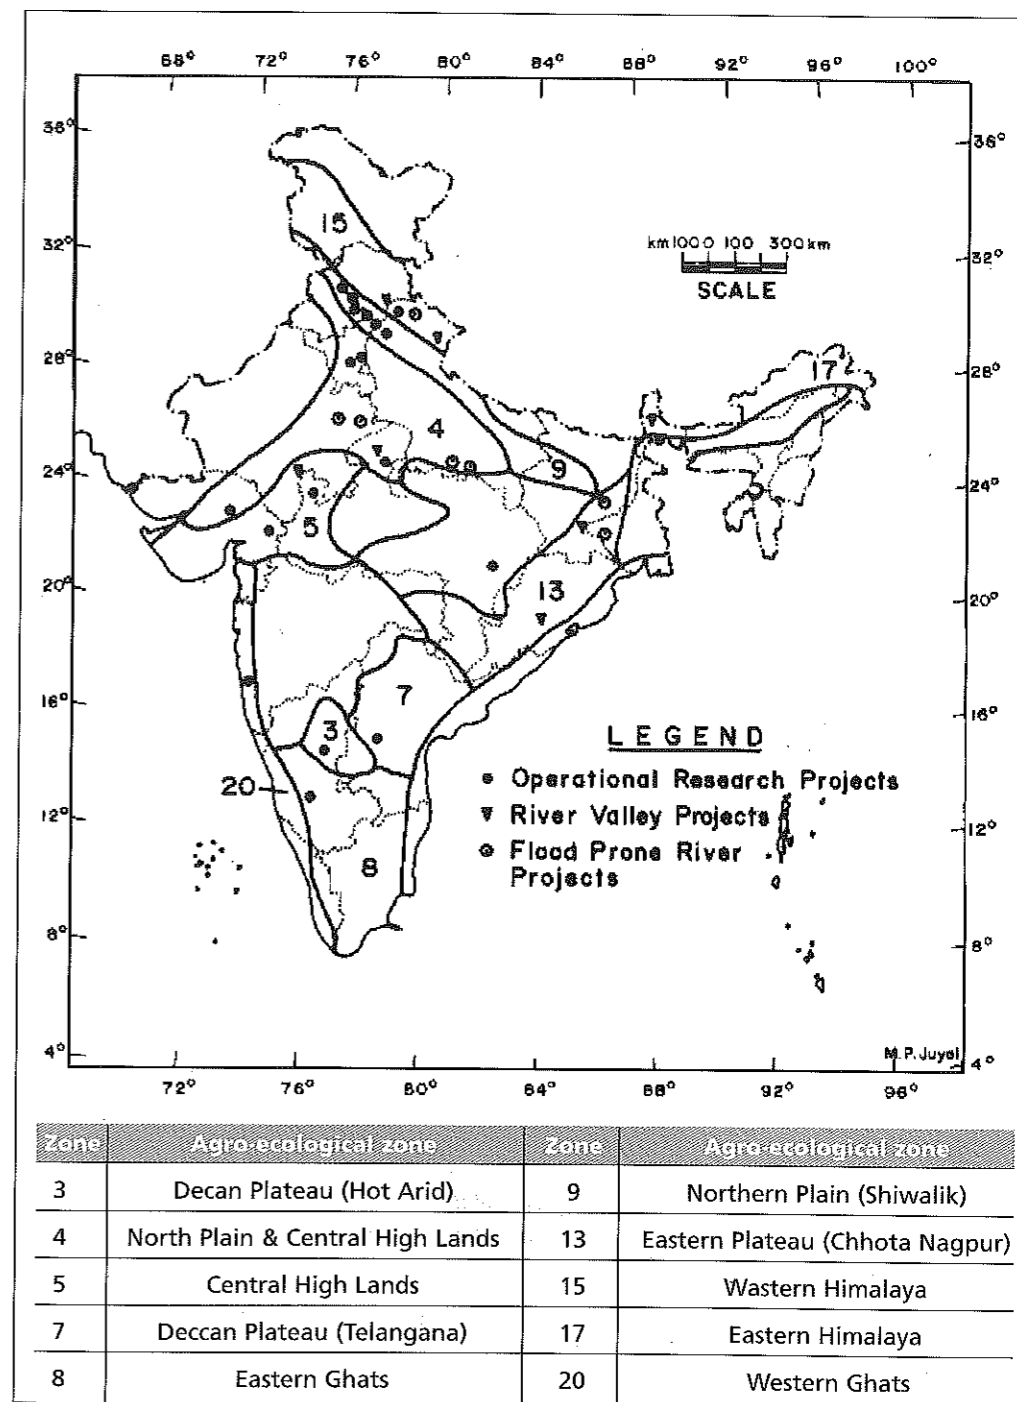 68° 72° 76° 80° 84° 88° 92° 96° 100°
36° 36°
15
32° 32°
km 100 0 100 300 km
SCALE
28° 28°
17
4
9
24° 24°
5
20° 20°
13
7
16° 16°
3
LEGEND
Operational Research Projects
20
River Valley Projects
12° 12°
Flood Prone River
Projects
8
8° 8°
4° 4°
M.P.Juyal
72° 76° 80° 84° 88° 92° 96°
Zone Agro-ecological zone Zone Agro-ecological zone
3 Decan Plateau (Hot Arid) 9 Northern Plain (Shiwalik)
4 North Plain & Central High Lands 13 Eastern Plateau (Chhota Nagpur)
5 Central High Lands 15 Wastern Himalaya
7 Deccan Plateau (Telangana) 17 Eastern Himalaya
8 Eastern Ghats 20 Western Ghats